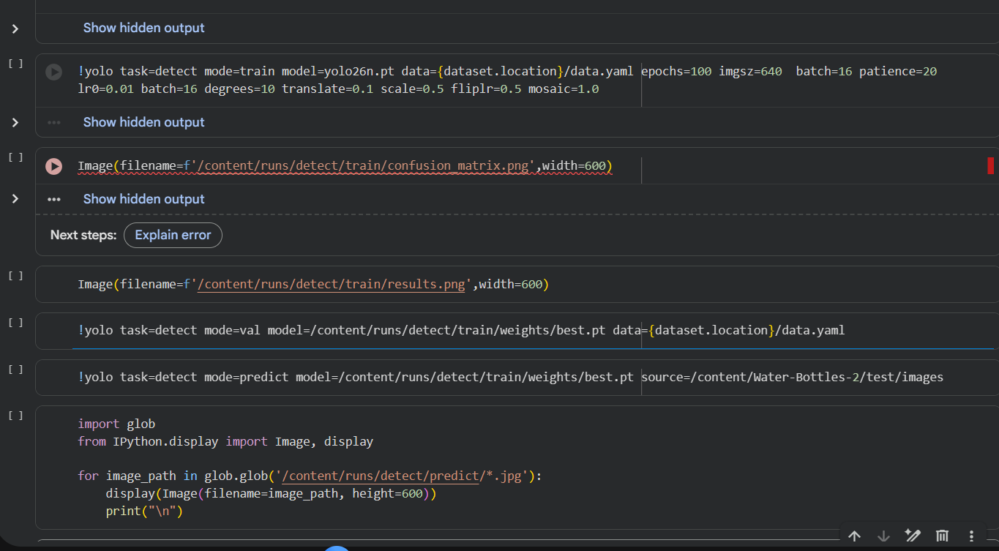 Show hidden output
[ ]
!yolo task=detect mode=train model=yolo26n.pt data={dataset.location}/data.yaml epochs=100 imgsz=640  batch=16 patience=20
lr0=0.01 batch=16 degrees=10 translate=0.1 scale=0.5 fliplr=0.5 mosaic=1.0
Show hidden output
[ ]
Image(filename=f'/content/runs/detect/train/confusion_matrix.png',width=600)
Show hidden output
Next steps: Explain error
[ ]
Image(filename=f'/content/runs/detect/train/results.png',width=600)
[ ]
!yolo task=detect mode=val model=/content/runs/detect/train/weights/best.pt data={dataset.location}/data.yaml
[ ]
!yolo task=detect mode=predict model=/content/runs/detect/train/weights/best.pt source=/content/Water-Bottles-2/test/images
[ ]
import glob
from IPython.display import Image, display
for image_path in glob.glob('/content/runs/detect/predict/*.jpg'):
    display(Image(filename=image_path, height=600))
    print("\n")